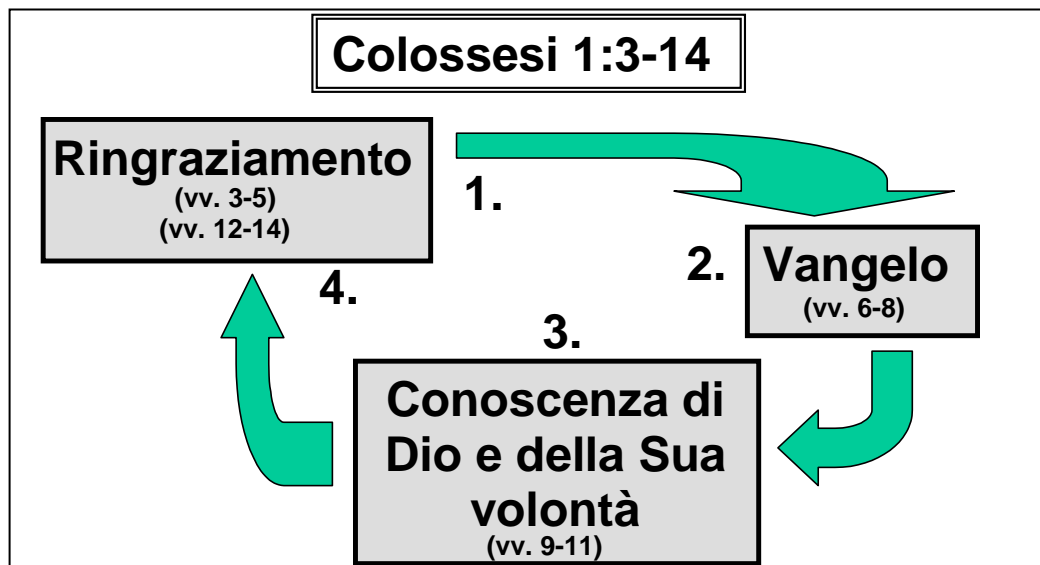 Colossesi 1:3-14
Ringraziamento
(vv. 3-5)
(vv. 12-14)
1.
2.
Vangelo
(vv. 6-8)
3.
Conoscenza di
Dio e della Sua
volontà
(vv. 9-11)
4.